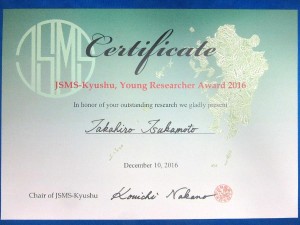 JSMS
Certificate
JSMS-Kyushu, Young Researcher Award 2016
In honor of your outstanding research we gladly present
Takahiro Tsukamoto
December 10, 2016
Chair of JSMS-Kyushu Kouichi Nakano